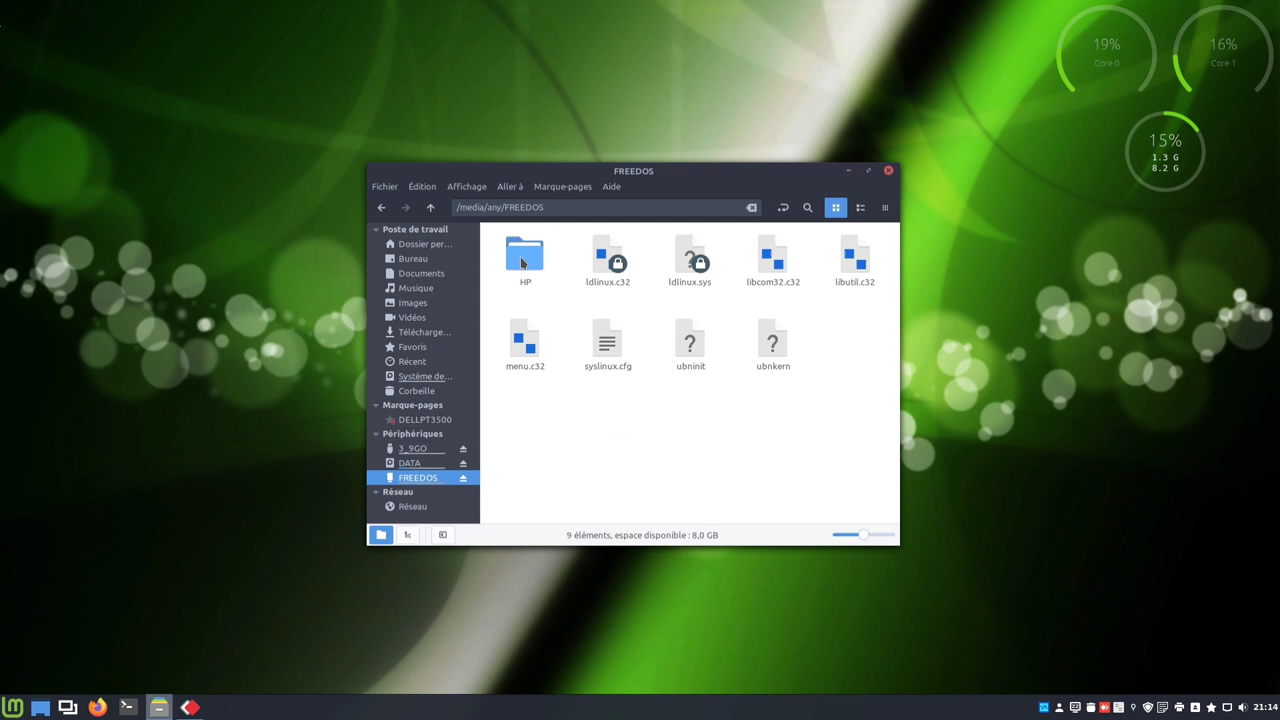 19%
Core 0
16%
Core 1
15%
1.3 G
8.2 G
FREEDOS
Fichier Édition Affichage Aller à Marque-pages Aide
/media/any/FREEDOS
Poste de travail
Dossier per...
Bureau
Documents
Musique
Images
Vidéos
Télécharge...
Favoris
Récent
Système de...
Corbeille
Marque-pages
DELLPT3500
Périphériques
3_9GO
DATA
FREEDOS
Réseau
Réseau
HP
ldlinux.c32
ldlinux.sys
libcom32.c32
libutil.c32
menu.c32
syslinux.cfg
ubninit
ubnkern
9 éléments, espace disponible : 8,0 GB
21:14